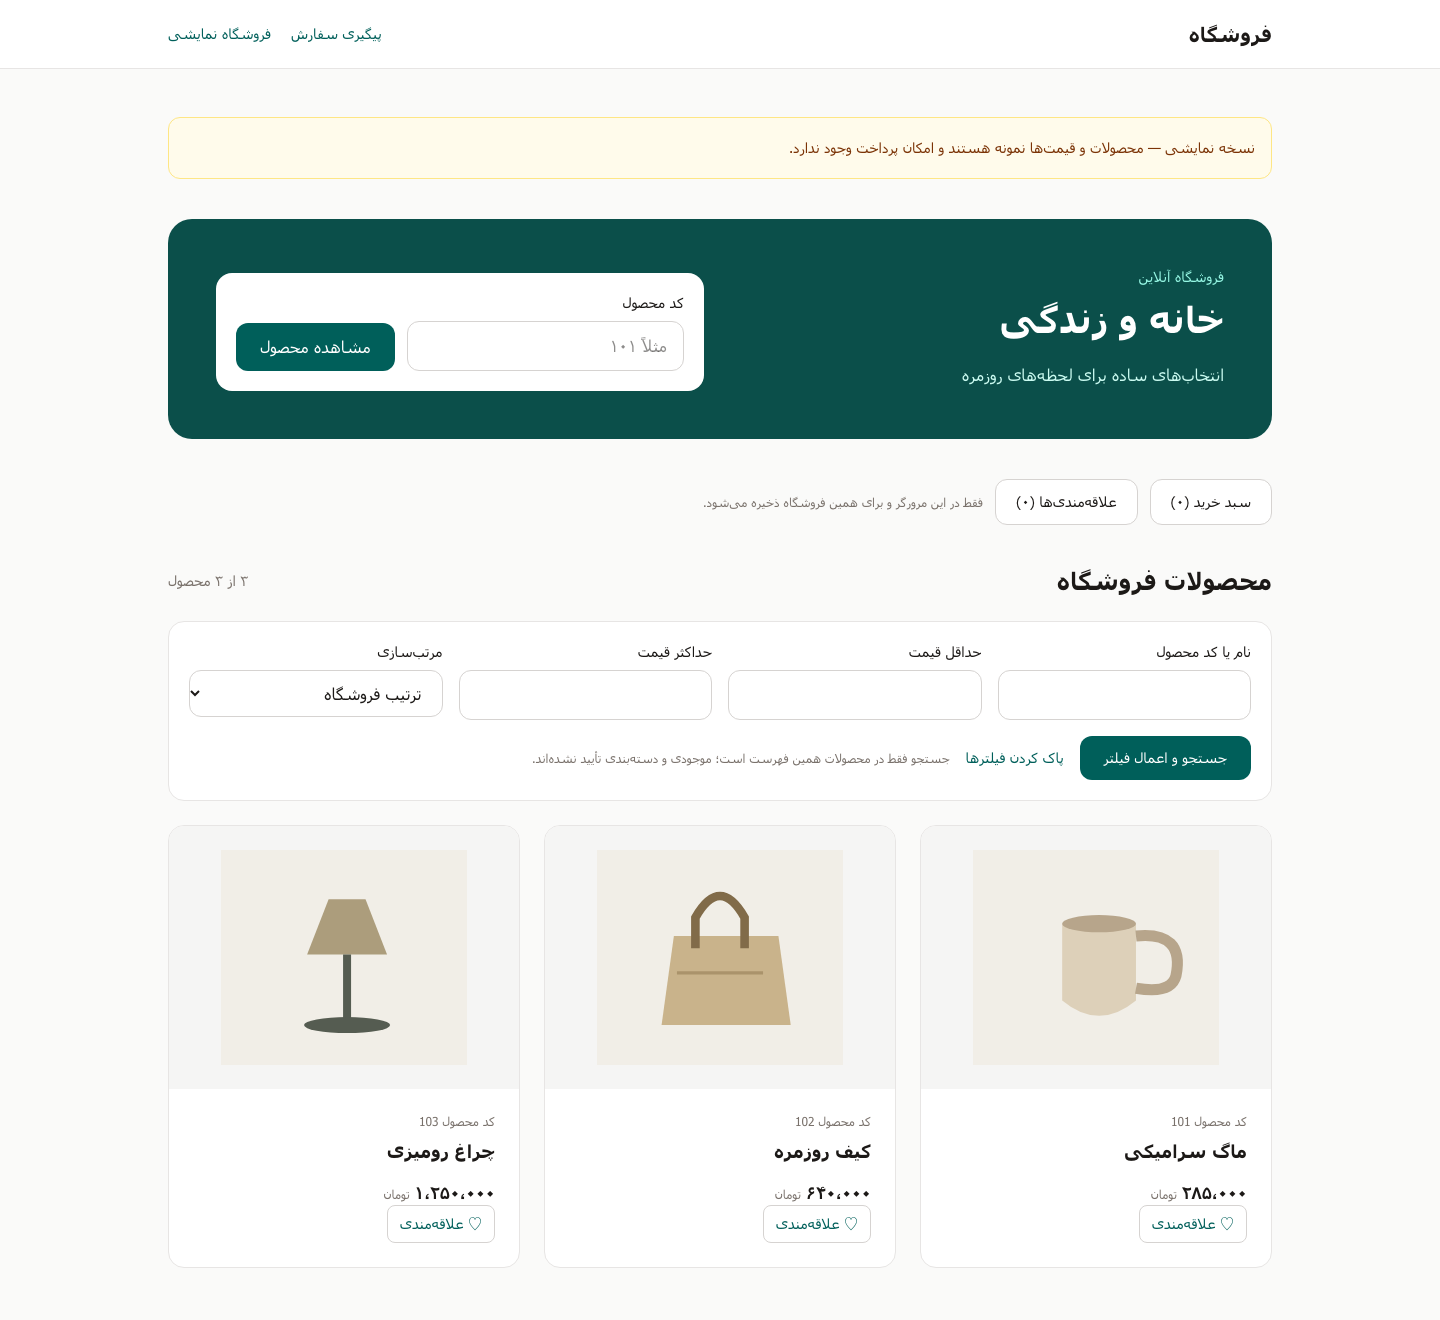 فروشگاه
پیگیری سفارش
فروشگاه نمایشی
نسخه نمایشی — محصولات و قیمت‌ها نمونه هستند و امکان پرداخت وجود ندارد.
فروشگاه آنلاین
خانه و زندگی
انتخاب‌های ساده برای لحظه‌های روزمره
کد محصول
مثلاً ۱۰۱
مشاهده محصول
سبد خرید (۰)
علاقه‌مندی‌ها (۰)
فقط در این مرورگر و برای همین فروشگاه ذخیره می‌شود.
محصولات فروشگاه
۳ از ۳ محصول
نام یا کد محصول
حداقل قیمت
حداکثر قیمت
مرتب‌سازی
ترتیب فروشگاه
جستجو و اعمال فیلتر
پاک کردن فیلترها
جستجو فقط در محصولات همین فهرست است؛ موجودی و دسته‌بندی تأیید نشده‌اند.
کد محصول 101
ماگ سرامیکی
۲۸۵،۰۰۰ تومان
♡ علاقه‌مندی
کد محصول 102
کیف روزمره
۶۴۰،۰۰۰ تومان
♡ علاقه‌مندی
کد محصول 103
چراغ رومیزی
۱،۲۵۰،۰۰۰ تومان
♡ علاقه‌مندی